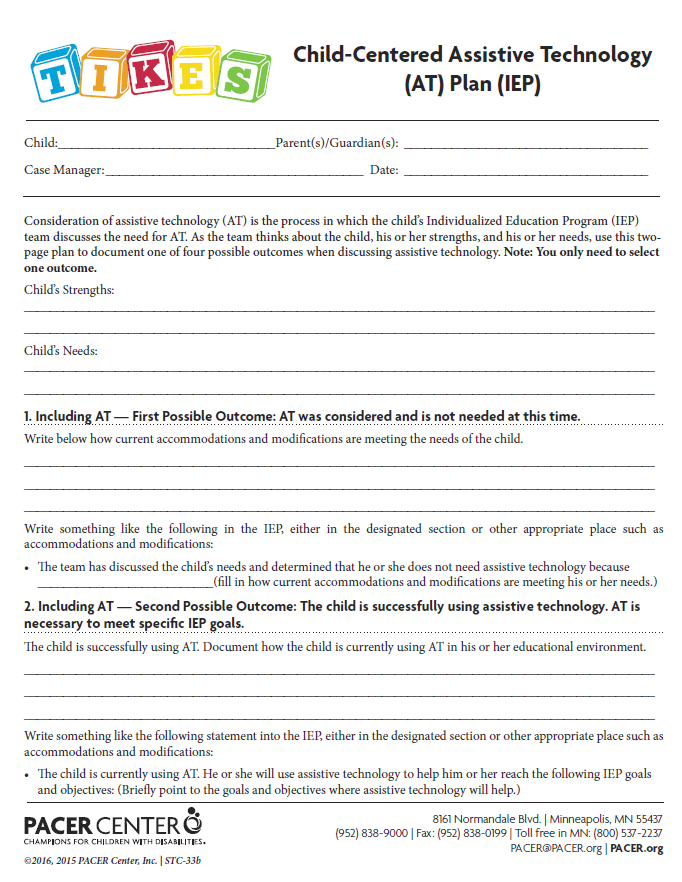 TIKES
Child-Centered Assistive Technology
(AT) Plan (IEP)
Child:________________________________Parent(s)/Guardian(s): ____________________________________
Case Manager:______________________________________ Date: ____________________________________
Consideration of assistive technology (AT) is the process in which the child's Individualized Education Program (IEP)
team discusses the need for AT. As the team thinks about the child, his or her strengths, and his or her needs, use this two-
page plan to document one of four possible outcomes when discussing assistive technology. Note: You only need to select
one outcome.
Child's Strengths:
Child's Needs:
1. Including AT — First Possible Outcome: AT was considered and is not needed at this time.
Write below how current accommodations and modifications are meeting the needs of the child.
Write something like the following in the IEP, either in the designated section or other appropriate place such as
accommodations and modifications:
• The team has discussed the child's needs and determined that he or she does not need assistive technology because
__________________________(fill in how current accommodations and modifications are meeting his or her needs.)
2. Including AT — Second Possible Outcome: The child is successfully using assistive technology. AT is
necessary to meet specific IEP goals.
The child is successfully using AT. Document how the child is currently using AT in his or her educational environment.
Write something like the following statement into the IEP, either in the designated section or other appropriate place such as
accommodations and modifications:
• The child is currently using AT. He or she will use assistive technology to help him or her reach the following IEP goals
and objectives: (Briefly point to the goals and objectives where assistive technology will help.)
PACER CENTER
CHAMPIONS FOR CHILDREN WITH DISABILITIES.
©2016, 2015 PACER Center, Inc. | STC-33b
8161 Normandale Blvd. | Minneapolis, MN 55437
(952) 838-9000 | Fax: (952) 838-0199 | Toll free in MN: (800) 537-2237
PACER@PACER.org | PACER.org